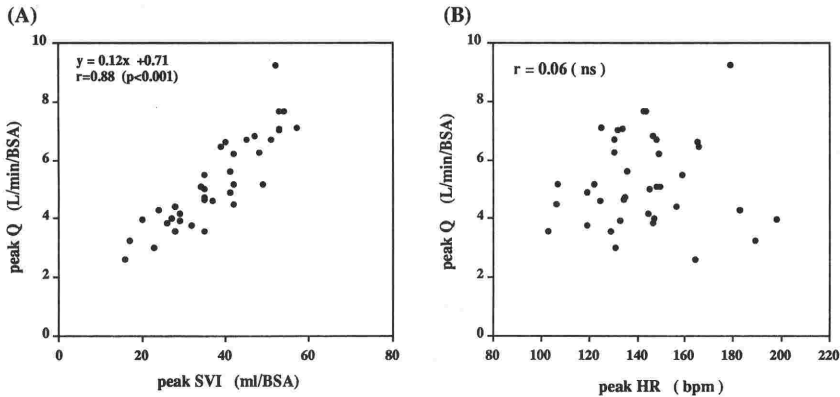 (A)
y = 0.12x +0.71
r=0.88 (p<0.001)
10
8
6
4
2
0
peak Q (L/min/BSA)
0 20 40 60 80
peak SVI (ml/BSA)
(B)
r = 0.06 ( ns )
10
8
6
4
2
0
peak Q (L/min/BSA)
80 100 120 140 160 180 200 220
peak HR ( bpm )